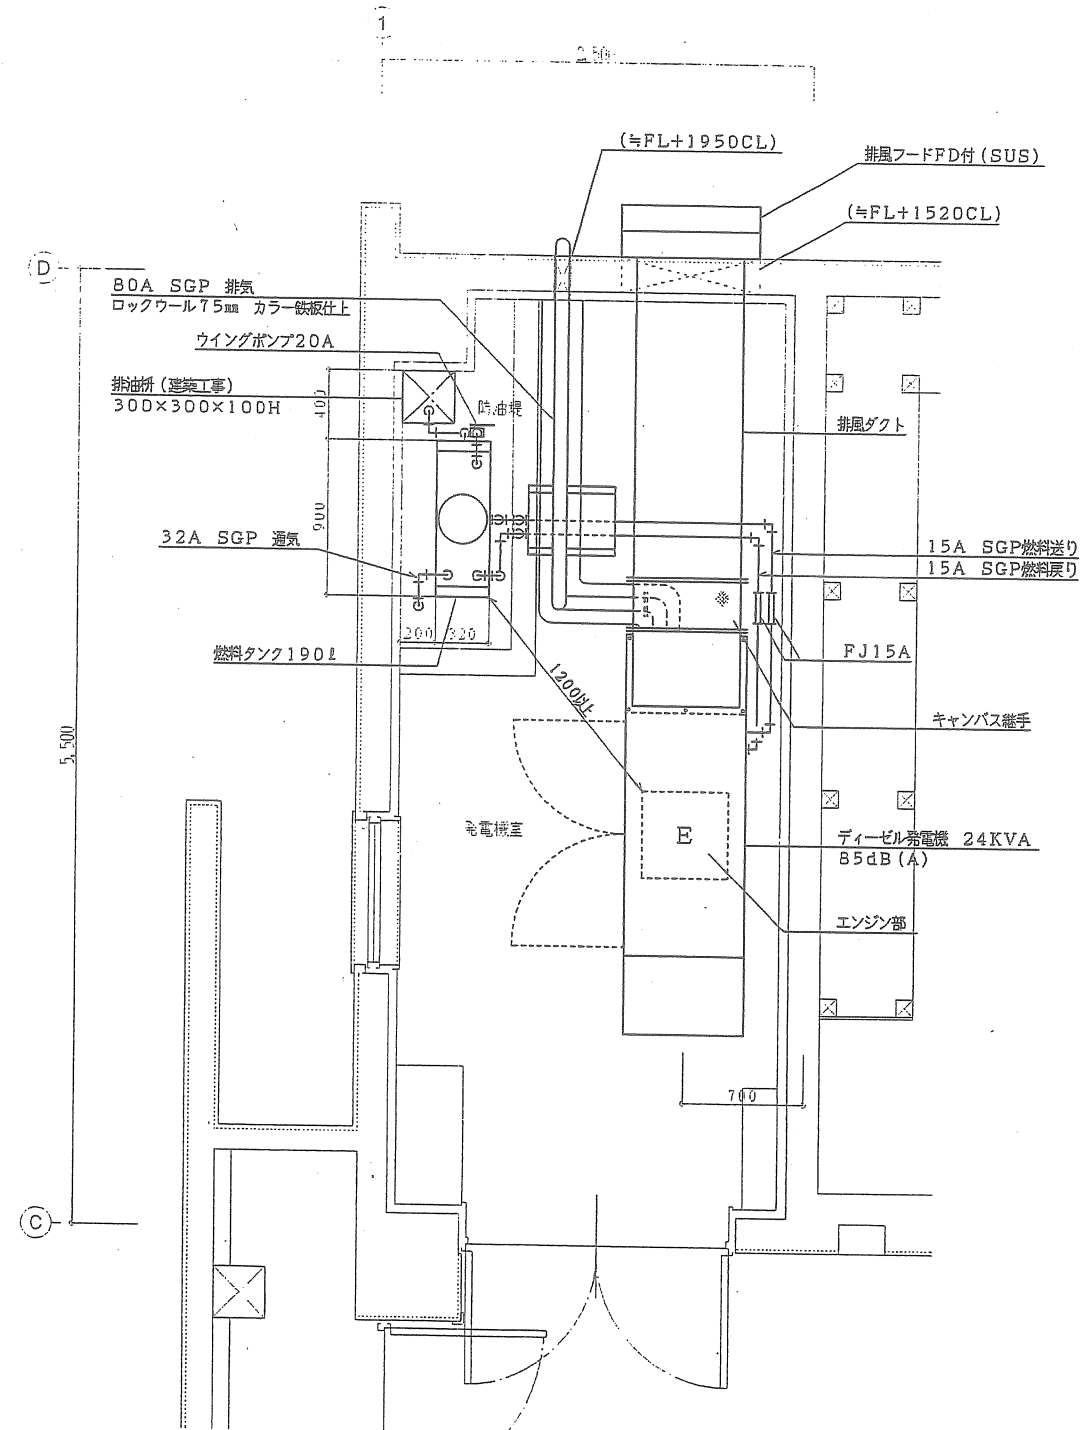 1
(≒FL+1950CL)
排風フードFD付(SUS)
(≒FL+1520CL)
D
80A SGP 排気
ロックウール75㎜ カラー鉄板仕上
ウイングポンプ20A
排油桝(建築工事)
300×300×100H
400
防油堤
排風ダクト
900
32A SGP 通気
15A SGP燃料送り
15A SGP燃料戻り
200 320
燃料タンク190ℓ
FJ15A
1200以上
キャンバス継手
5,500
発電機室
E
ディーゼル発電機 24KVA
85dB(A)
エンジン部
700
C